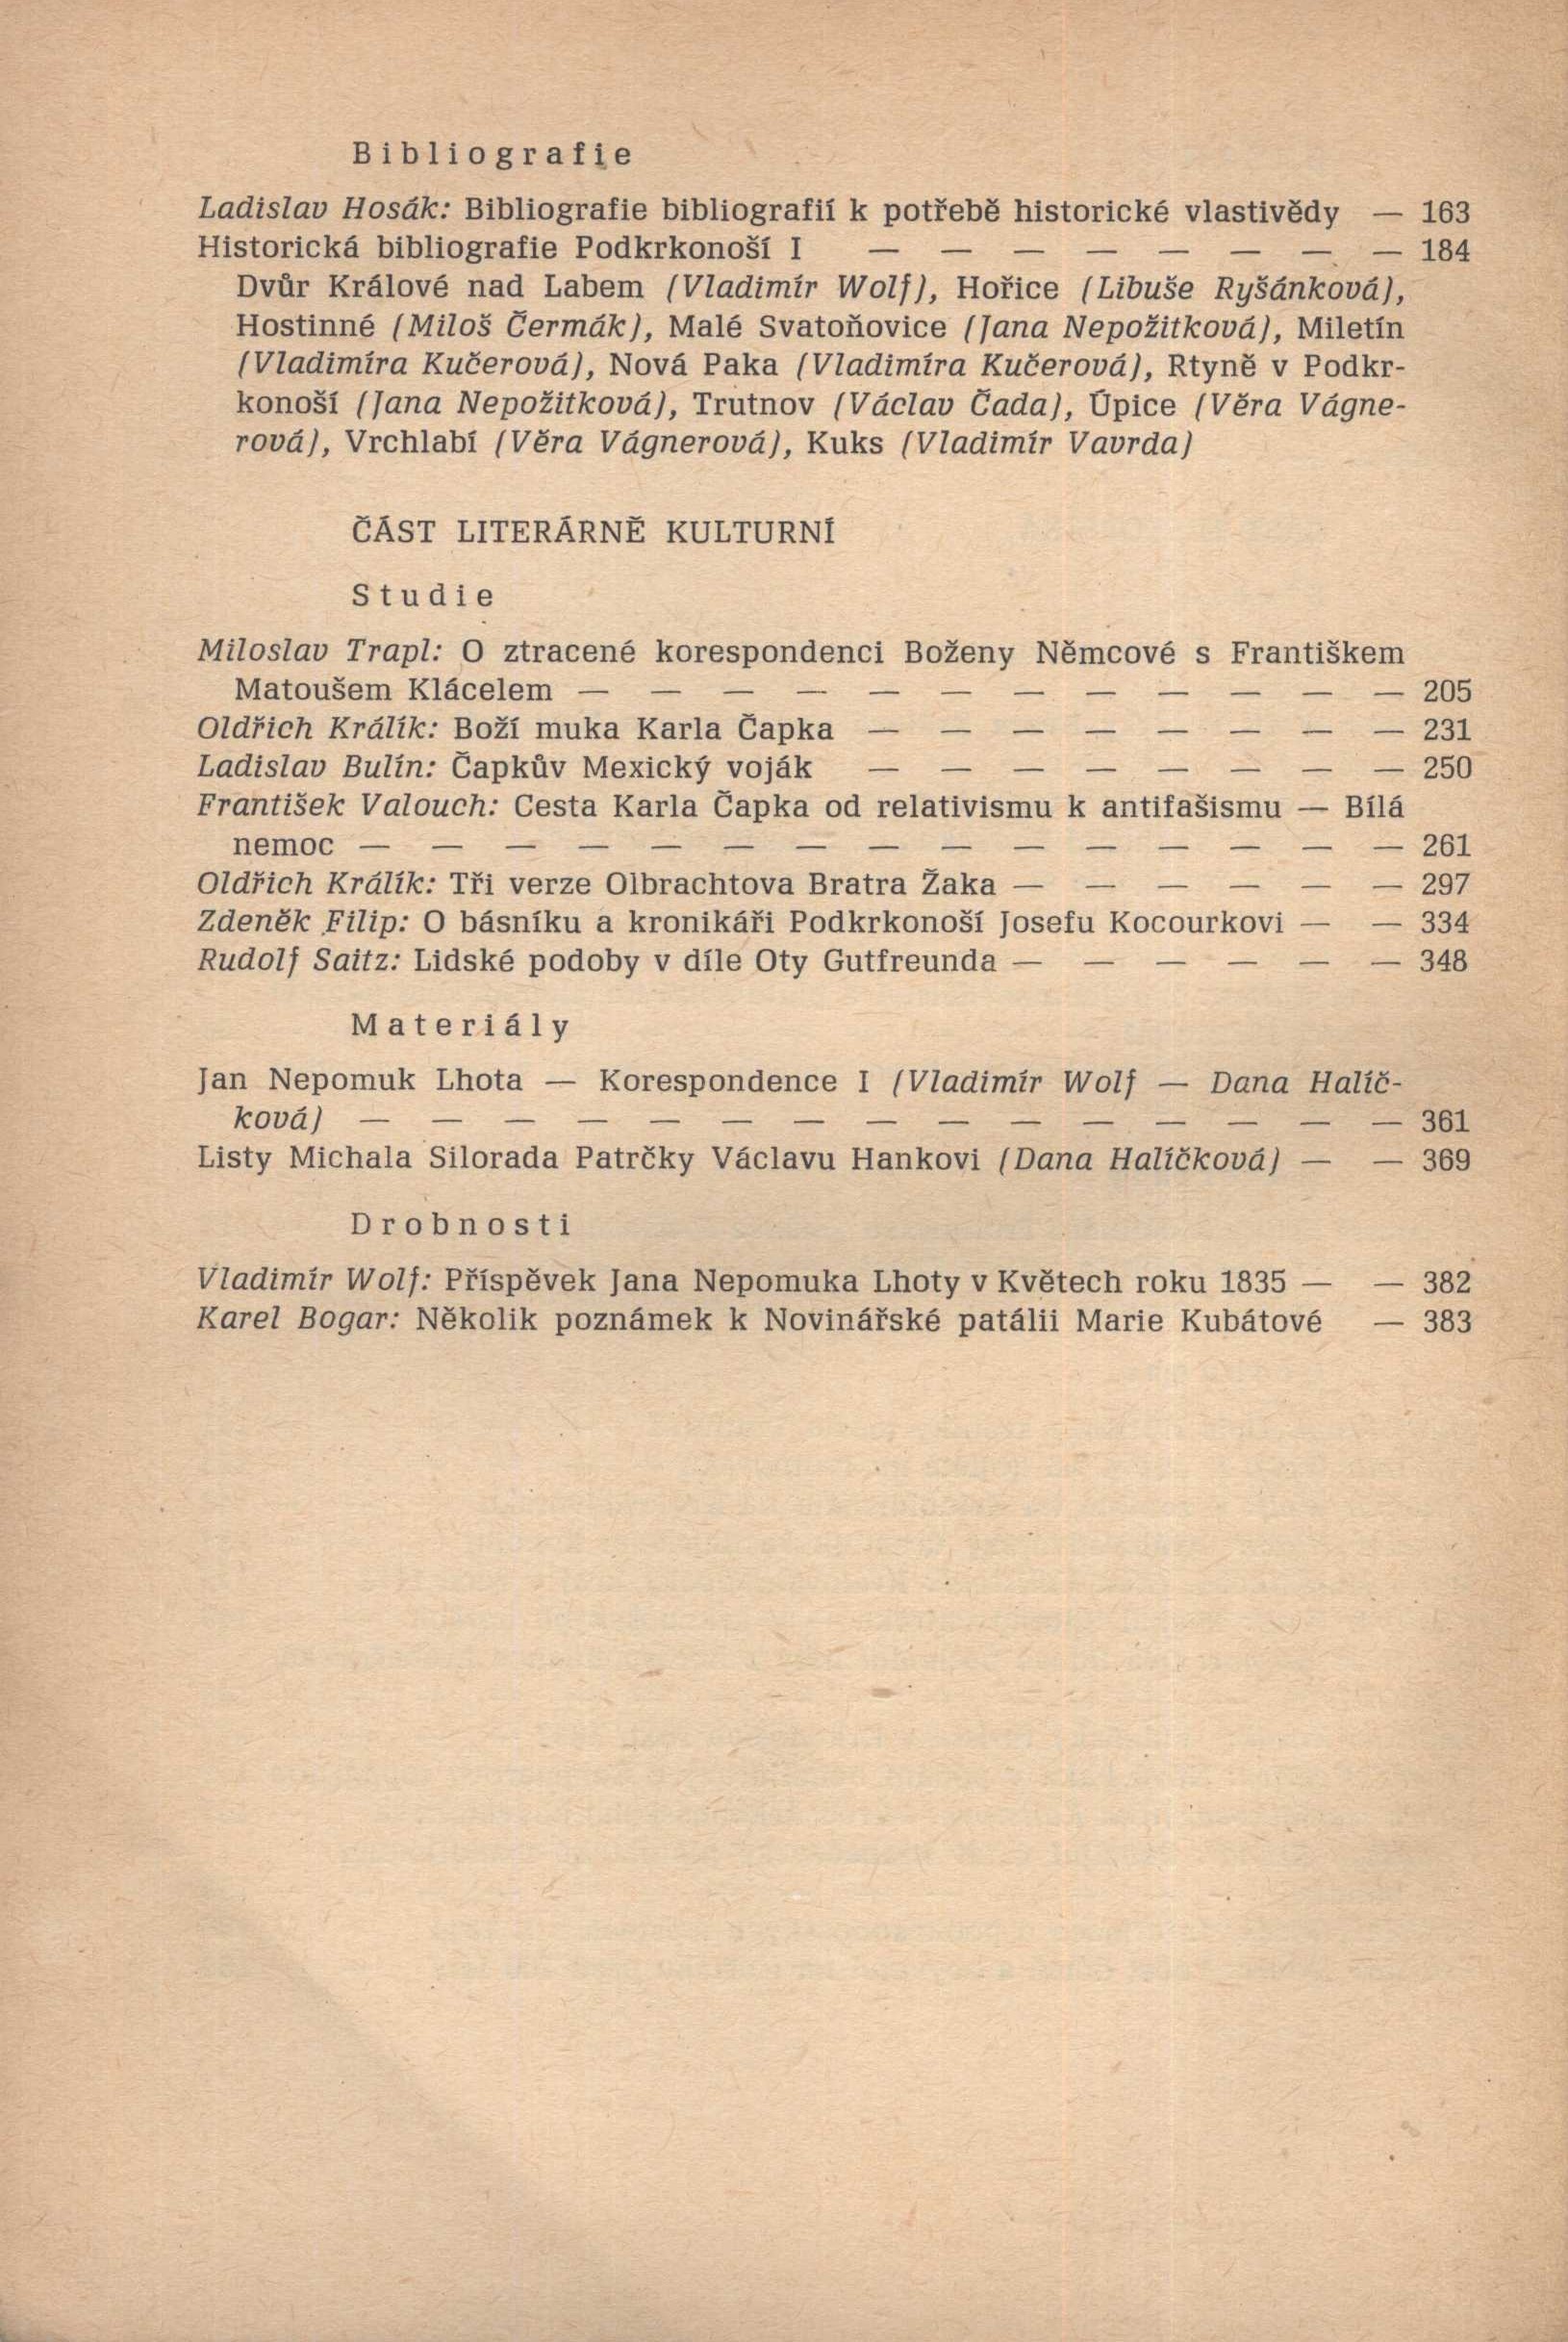 Bibliografie
Ladislav Hosák: Bibliografie bibliografií k potřebě historické vlastivědy — 163
Historická bibliografie Podkrkonoší I — — — — — — — — 184
Dvůr Králové nad Labem (Vladimír Wolf), Hořice (Libuše Ryšánková),
Hostinné (Miloš Čermák), Malé Svatoňovice (Jana Nepožitková), Miletín
(Vladimíra Kučerová), Nová Paka (Vladimíra Kučerová), Rtyně v Podkr-
konoší (Jana Nepožitková), Trutnov (Václav Čada), Úpice (Věra Vágne-
rová), Vrchlabí (Věra Vágnerová), Kuks (Vladimír Vavrda)
ČÁST LITERÁRNĚ KULTURNÍ
Studie
Miloslav Trapl: O ztracené korespondenci Boženy Němcové s Františkem
Matoušem Klácelem — — — — — — — — — — — — 205
Oldřich Králík: Boží muka Karla Čapka — — — — — — — — 231
Ladislav Bulín: Čapkův Mexický voják — — — — — — — — 250
František Valouch: Cesta Karla Čapka od relativismu k antifašismu — Bílá
nemoc — — — — — — — — — — — — — — — 261
Oldřich Králík: Tři verze Olbrachtova Bratra Žaka — — — — — — 297
Zdeněk Filip: O básníku a kronikáři Podkrkonoší Josefu Kocourkovi — — 334
Rudolf Saitz: Lidské podoby v díle Oty Gutfreunda — — — — — — 348
Materiály
Jan Nepomuk Lhota — Korespondence I (Vladimír Wolf — Dana Halíč-
ková) — — — — — — — — — — — — — — — 361
Listy Michala Silorada Patrčky Václavu Hankovi (Dana Halíčková) — — 369
Drobnosti
Vladimír Wolf: Příspěvek Jana Nepomuka Lhoty v Květech roku 1835 — — 382
Karel Bogar: Několik poznámek k Novinářské patálii Marie Kubátové — 383